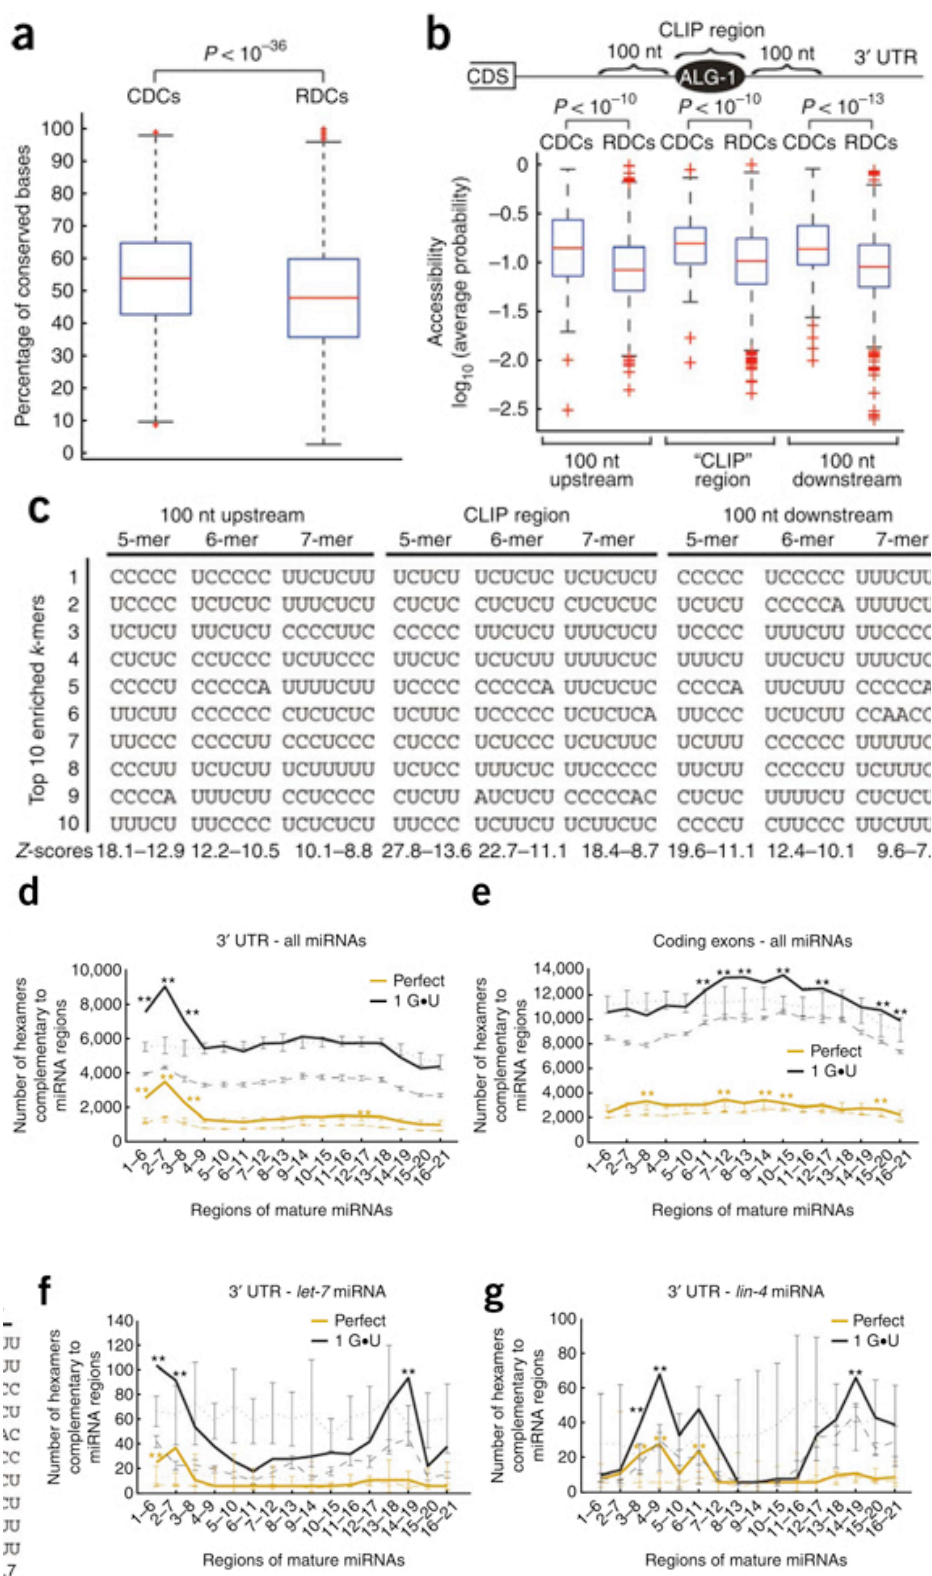 a
P < 10−36
CDCs RDCs
Percentage of conserved bases
100
90
80
70
60
50
40
30
20
10
0
b
CLIP region
100 nt 100 nt
CDS ALG-1 3′ UTR
P < 10−10 P < 10−10 P < 10−13
CDCs RDCs CDCs RDCs CDCs RDCs
Accessibility
log10 (average probability)
0
−0.5
−1.0
−1.5
−2.0
−2.5
100 nt upstream
“CLIP” region
100 nt downstream
c
100 nt upstream CLIP region 100 nt downstream
5-mer 6-mer 7-mer 5-mer 6-mer 7-mer 5-mer 6-mer 7-mer
Top 10 enriched k-mers
1 CCCCC UCCCCC UUCUCUU UCUCU UCUCUC UCUCUCU CCCCC UCCCCC UUUCUU
2 UCCCC UCUCUC UUUCUCU CUCUC CUCUCU CUCUCUC UCUCU CCCCCA UUUUCU
3 UCUCU UUCUCU CCCCUUC CCCCC UUCUCU UUCUCUC CCCCC UUUCUU UUCCCC
4 CUCUC CCUCCC UCUUCCC UUCUC UCUCUU UUUCUCU UUUCU UUCUCU UUCUCU
5 CCCCU CCCCCA UUUUCUU UCCCC CCCCCA UUCUCUC CCCCA UUCUUU CCCCCA
6 UUCUU CCCCCC CUCUCUC UCUUC UCCCCC UCUCUCA UUCCC UCUCUU CCAACC
7 UUCCC CCCCUU CCCUCCC CUCCC UCUCCC UCUCUUC UCUUU CCCCCC UUUUUC
8 CCCUU UCUCUU UCUUUUU CUUCC UUUCUC UUCCCCC UUCUU CCCCCU UCUUUC
9 CCCCA UUUCUU CCUCCCC CUCUU AUCUCU CCCCCAC CUCUC UUUUCU CUCUCU
10 UUUCU UUCCCC UCUCUCU UUCCC UCUUCU UCUUCUC CCCCU CUUCCC UUCUUU
Z-scores 18.1–12.9 12.2–10.5 10.1–8.8 27.8–13.6 22.7–11.1 18.4–8.7 19.6–11.1 12.4–10.1 9.6–7.
d
3′ UTR - all miRNAs
Number of hexamers
complementary to
miRNA regions
10,000
8,000
6,000
4,000
2,000
0
Perfect
1 G•U
** ** **
** ** ** **
1–6 2–7 3–8 4–9 5–10 6–11 7–12 8–13 9–14 10–15 11–16 12–17 13–18 14–19 15–20 16–21
Regions of mature miRNAs
e
Coding exons - all miRNAs
Number of hexamers
complementary to
miRNA regions
14,000
12,000
10,000
8,000
6,000
4,000
2,000
0
Perfect
1 G•U
** ** ** ** ** ** **
** ** ** ** **
1–6 2–7 3–8 4–9 5–10 6–11 7–12 8–13 9–14 10–15 11–16 12–17 13–18 14–19 15–20 16–21
Regions of mature miRNAs
f
3′ UTR - let-7 miRNA
Number of hexamers
complementary to
miRNA regions
140
120
100
80
60
40
20
0
Perfect
1 G•U
** ** **
**
1–6 2–7 3–8 4–9 5–10 6–11 7–12 8–13 9–14 10–15 11–16 12–17 13–18 14–19 15–20 16–21
Regions of mature miRNAs
g
3′ UTR - lin-4 miRNA
Number of hexamers
complementary to
miRNA regions
100
80
60
40
20
0
Perfect
1 G•U
** ** **
** ** **
1–6 2–7 3–8 4–9 5–10 6–11 7–12 8–13 9–14 10–15 11–16 12–17 13–18 14–19 15–20 16–21
Regions of mature miRNAs